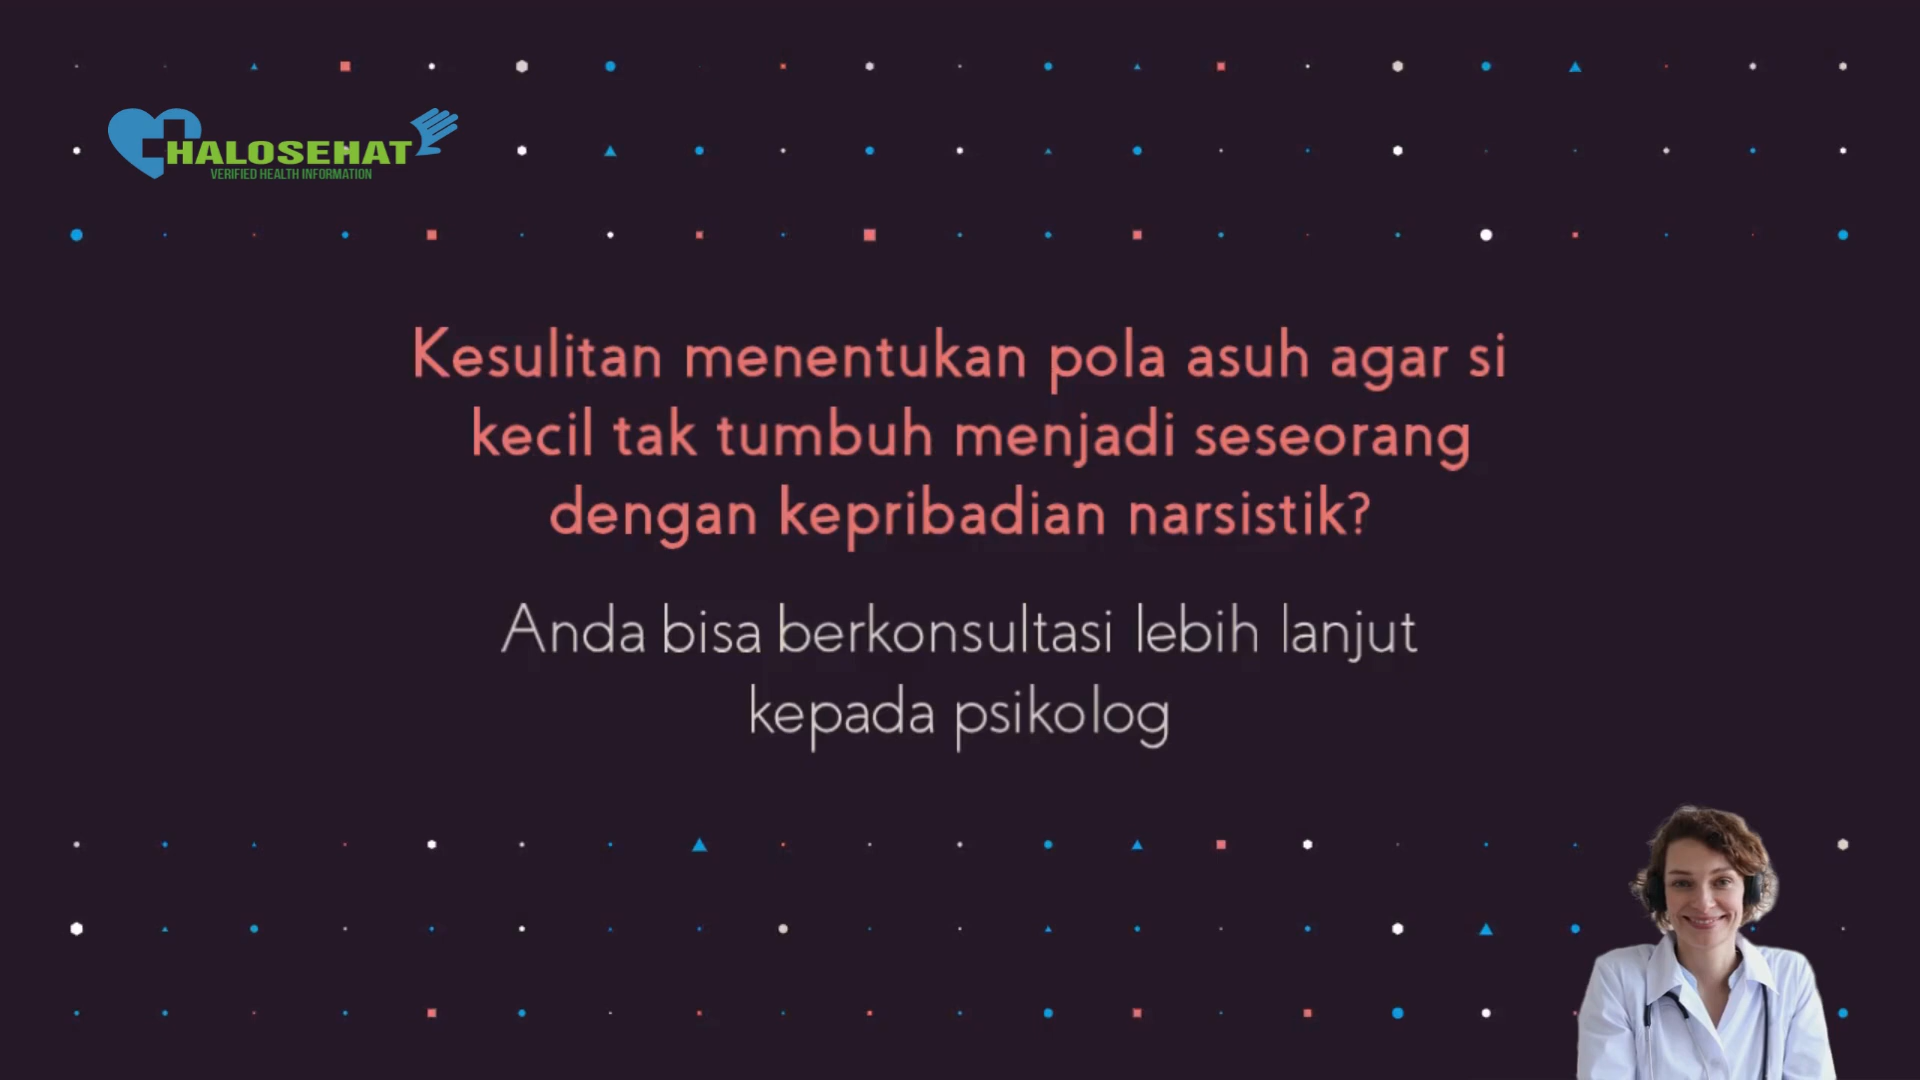 HALOSEHAT
VERIFIED HEALTH INFORMATION
Kesulitan menentukan pola asuh agar si
kecil tak tumbuh menjadi seseorang
dengan kepribadian narsistik?
Anda bisa berkonsultasi lebih lanjut
kepada psikolog